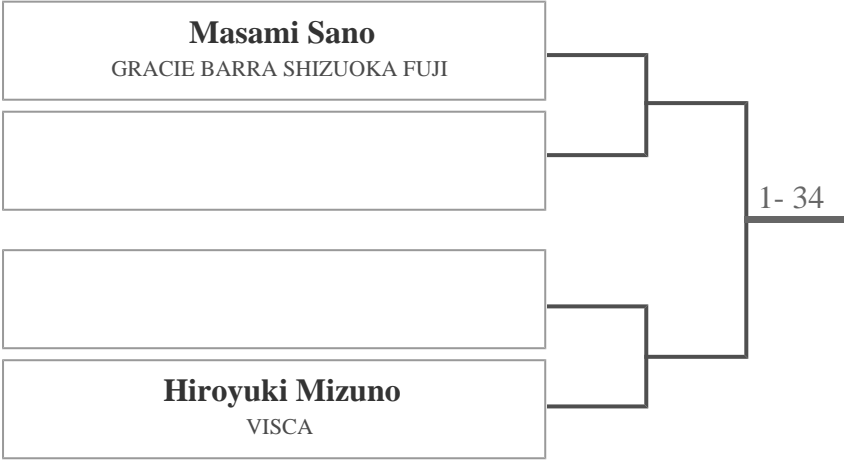 Masami Sano
GRACIE BARRA SHIZUOKA FUJI
1- 34
Hiroyuki Mizuno
VISCA